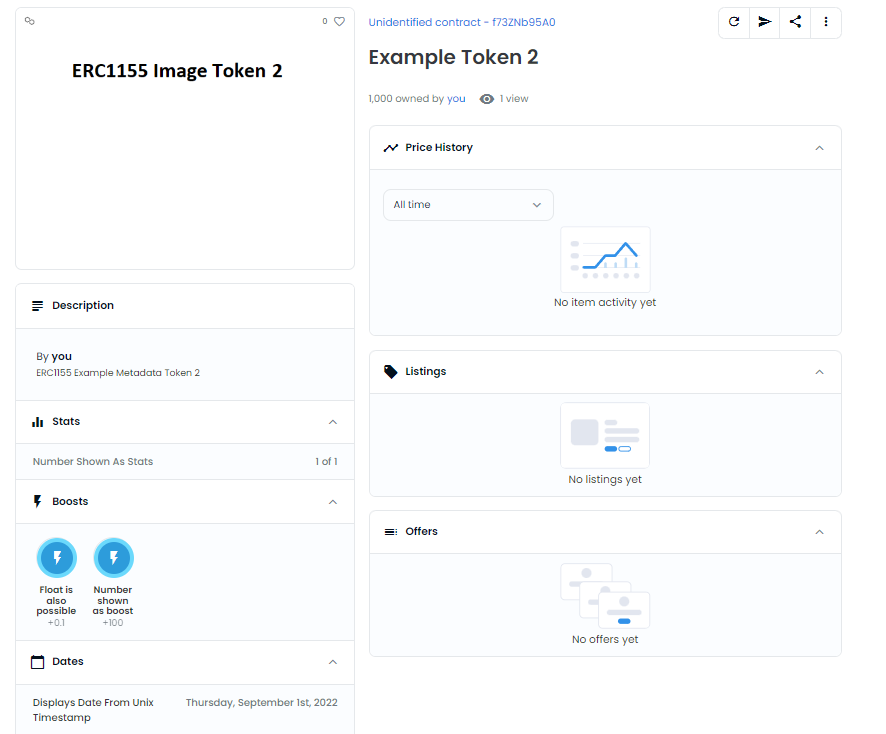 0
ERC1155 Image Token 2
Description
By you
ERC1155 Example Metadata Token 2
Stats
Number Shown As Stats 1 of 1
Boosts
Float is
also
possible
+0.1
Number
shown
as boost
+100
Dates
Displays Date From Unix
Timestamp
Thursday, September 1st, 2022
Unidentified contract - f73ZNb95A0
Example Token 2
1,000 owned by you 1 view
Price History
All time
No item activity yet
Listings
No listings yet
Offers
No offers yet